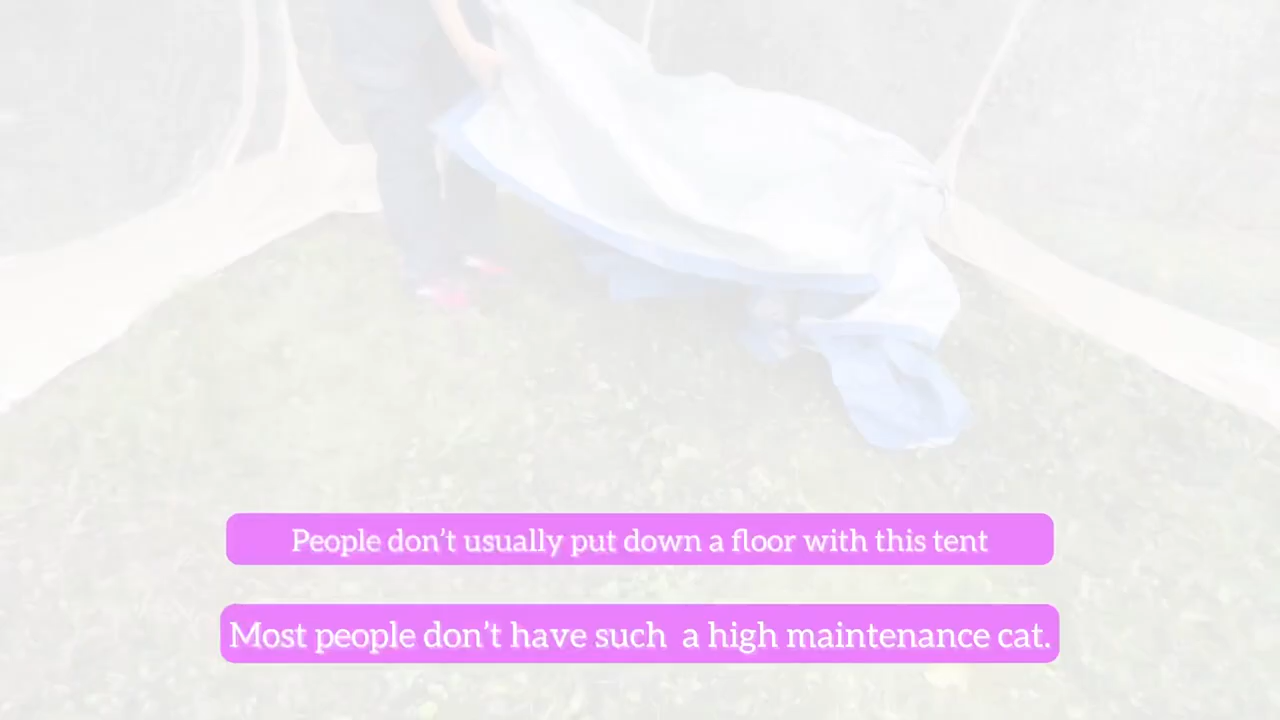 People don't usually put down a floor with this tent
Most people don't have such  a high maintenance cat.